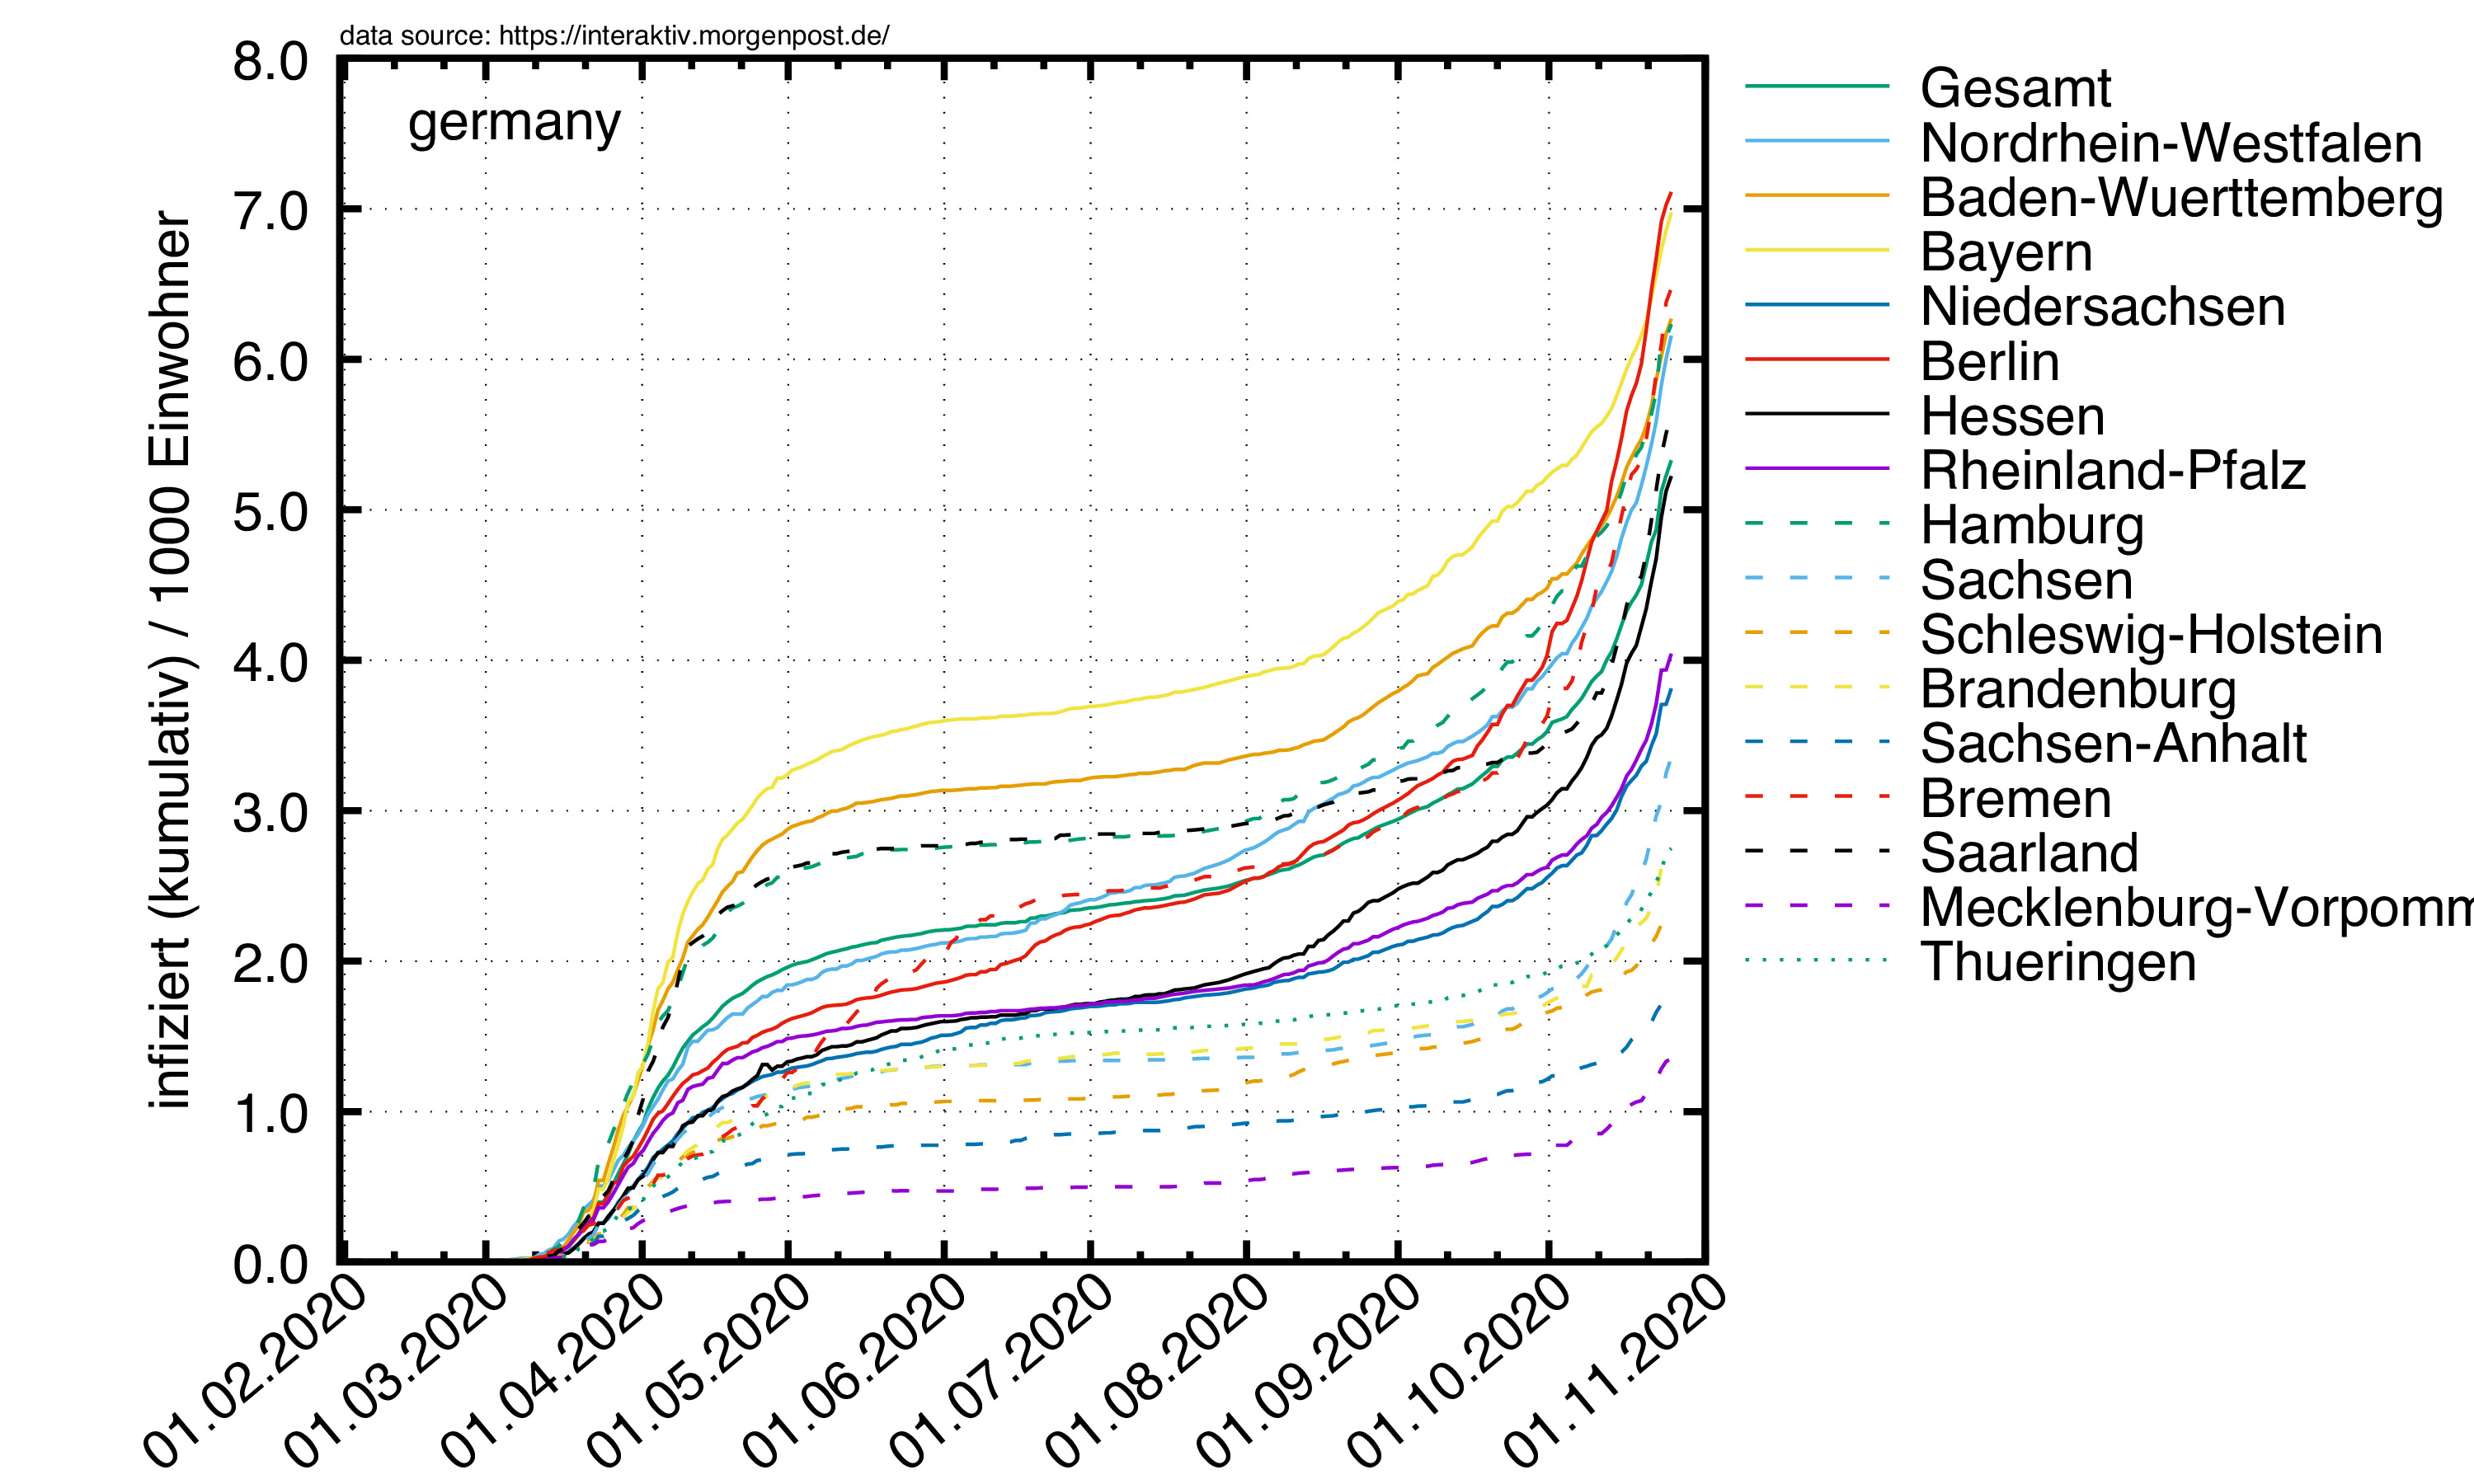 data source: https://interaktiv.morgenpost.de/
germany
infiziert (kumulativ) / 1000 Einwohner
8.0
7.0
6.0
5.0
4.0
3.0
2.0
1.0
0.0
01.02.2020
01.03.2020
01.04.2020
01.05.2020
01.06.2020
01.07.2020
01.08.2020
01.09.2020
01.10.2020
01.11.2020
Gesamt
Nordrhein-Westfalen
Baden-Wuerttemberg
Bayern
Niedersachsen
Berlin
Hessen
Rheinland-Pfalz
Hamburg
Sachsen
Schleswig-Holstein
Brandenburg
Sachsen-Anhalt
Bremen
Saarland
Mecklenburg-Vorpomm
Thueringen